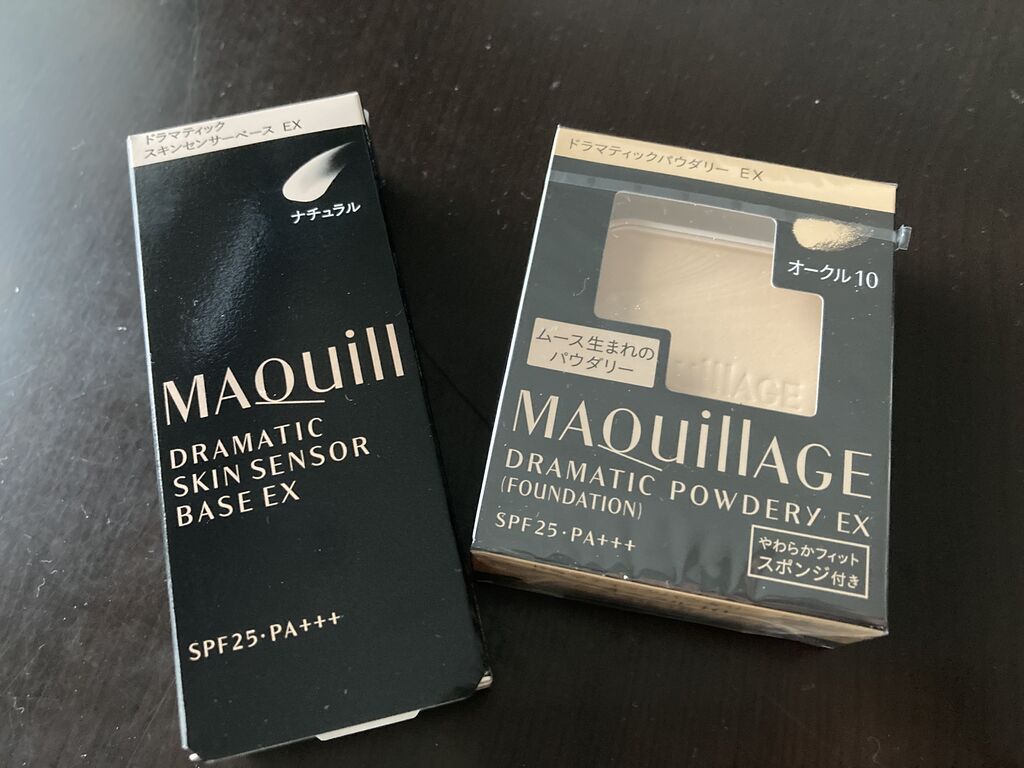 ドラマティック
スキンセンサーベース EX
ナチュラル
MAQuill
DRAMATIC
SKIN SENSOR
BASE EX
SPF25・PA+++
ドラマティックパウダリー EX
オークル10
ムース生まれの
パウダリー
uillAGE
MAQuillAGE
DRAMATIC POWDERY EX
(FOUNDATION)
SPF25・PA+++
やわらかフィット
スポンジ付き